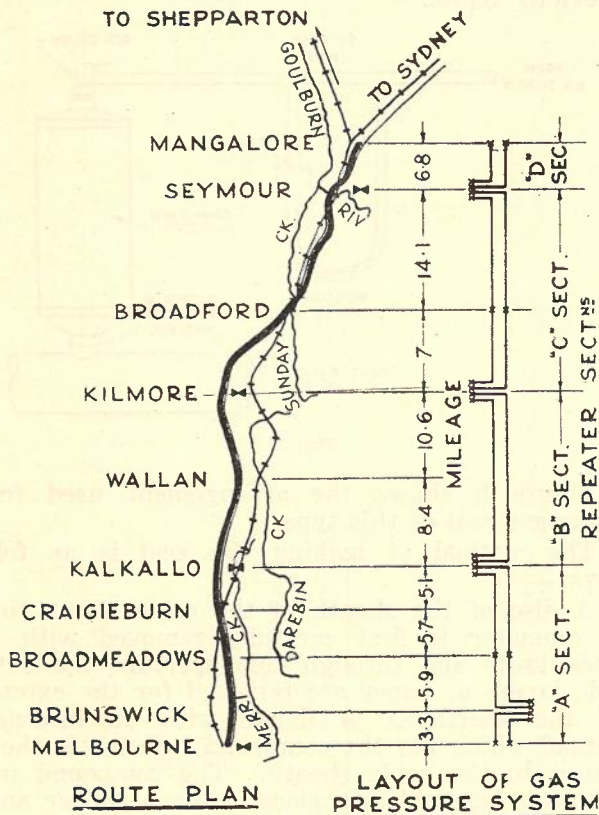 TO SHEPPARTON
GOULBURN
TO SYDNEY
MANGALORE
SEYMOUR
RIV
CK.
BROADFORD
SUNDAY
KILMORE
WALLAN
CK
KALKALLO
CRAIGIEBURN
CK.
DAREBIN
BROADMEADOWS
BRUNSWICK
MERRI
MELBOURNE
6·8
14·1
7
10·6
8·4
5·1
5·7
5·9
3·3
MILEAGE
"D" SEC.
"C" SECT.
"B" SECT.
"A" SECT.
REPEATER SECTNS
ROUTE PLAN
LAYOUT OF GAS
PRESSURE SYSTEM